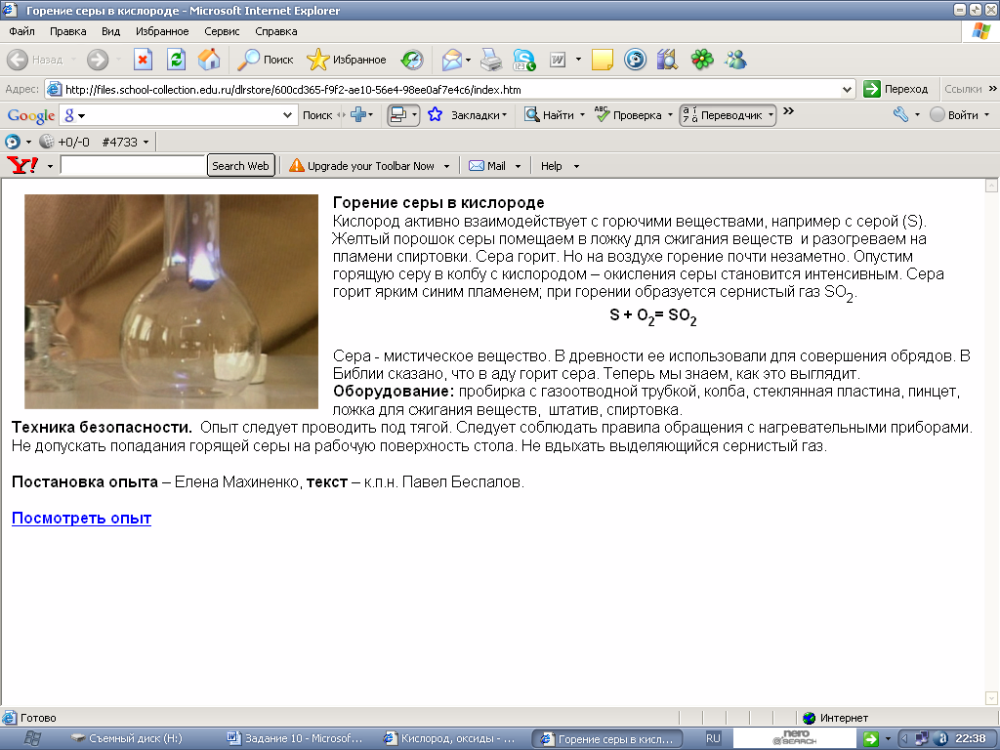 Горение серы в кислороде - Microsoft Internet Explorer
Файл Правка Вид Избранное Сервис Справка
Назад Поиск Избранное
Адрес: http://files.school-collection.edu.ru/dlrstore/600cd365-f9f2-ae10-56e4-98ee0af7e4c6/index.htm Переход Ссылки »
Google g Поиск Закладки Найти ABC Проверка Переводчик » Войти
+0/-0 #4733
Y! Search Web Upgrade your Toolbar Now Mail Help
Горение серы в кислороде
Кислород активно взаимодействует с горючими веществами, например с серой (S).
Желтый порошок серы помещаем в ложку для сжигания веществ и разогреваем на
пламени спиртовки. Сера горит. Но на воздухе горение почти незаметно. Опустим
горящую серу в колбу с кислородом – окисления серы становится интенсивным. Сера
горит ярким синим пламенем; при горении образуется сернистый газ SO2.
S + O2= SO2
Сера - мистическое вещество. В древности ее использовали для совершения обрядов. В
Библии сказано, что в аду горит сера. Теперь мы знаем, как это выглядит.
Оборудование: пробирка с газоотводной трубкой, колба, стеклянная пластина, пинцет,
ложка для сжигания веществ, штатив, спиртовка.
Техника безопасности. Опыт следует проводить под тягой. Следует соблюдать правила обращения с нагревательными приборами.
Не допускать попадания горящей серы на рабочую поверхность стола. Не вдыхать выделяющийся сернистый газ.
Постановка опыта – Елена Махиненко, текст – к.п.н. Павел Беспалов.
Посмотреть опыт
Готово Интернет
Съемный диск (H:) Задание 10 - Microsof... Кислород, оксиды - ... Горение серы в кисл... RU nero SEARCH 22:38